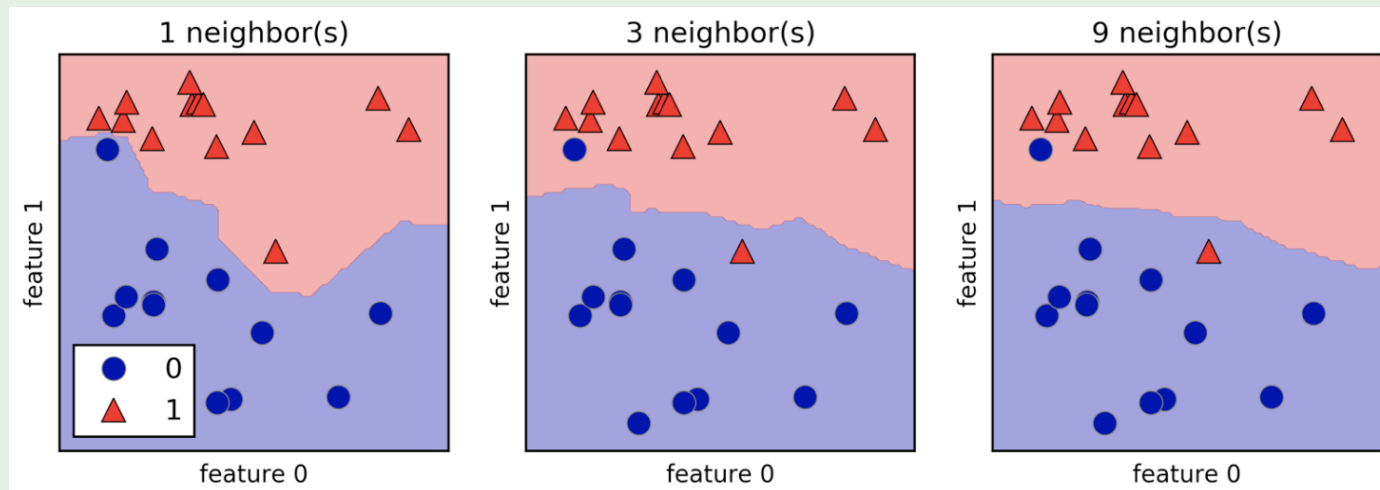 1 neighbor(s)
3 neighbor(s)
9 neighbor(s)
feature 1
feature 1
feature 1
0
1
feature 0
feature 0
feature 0